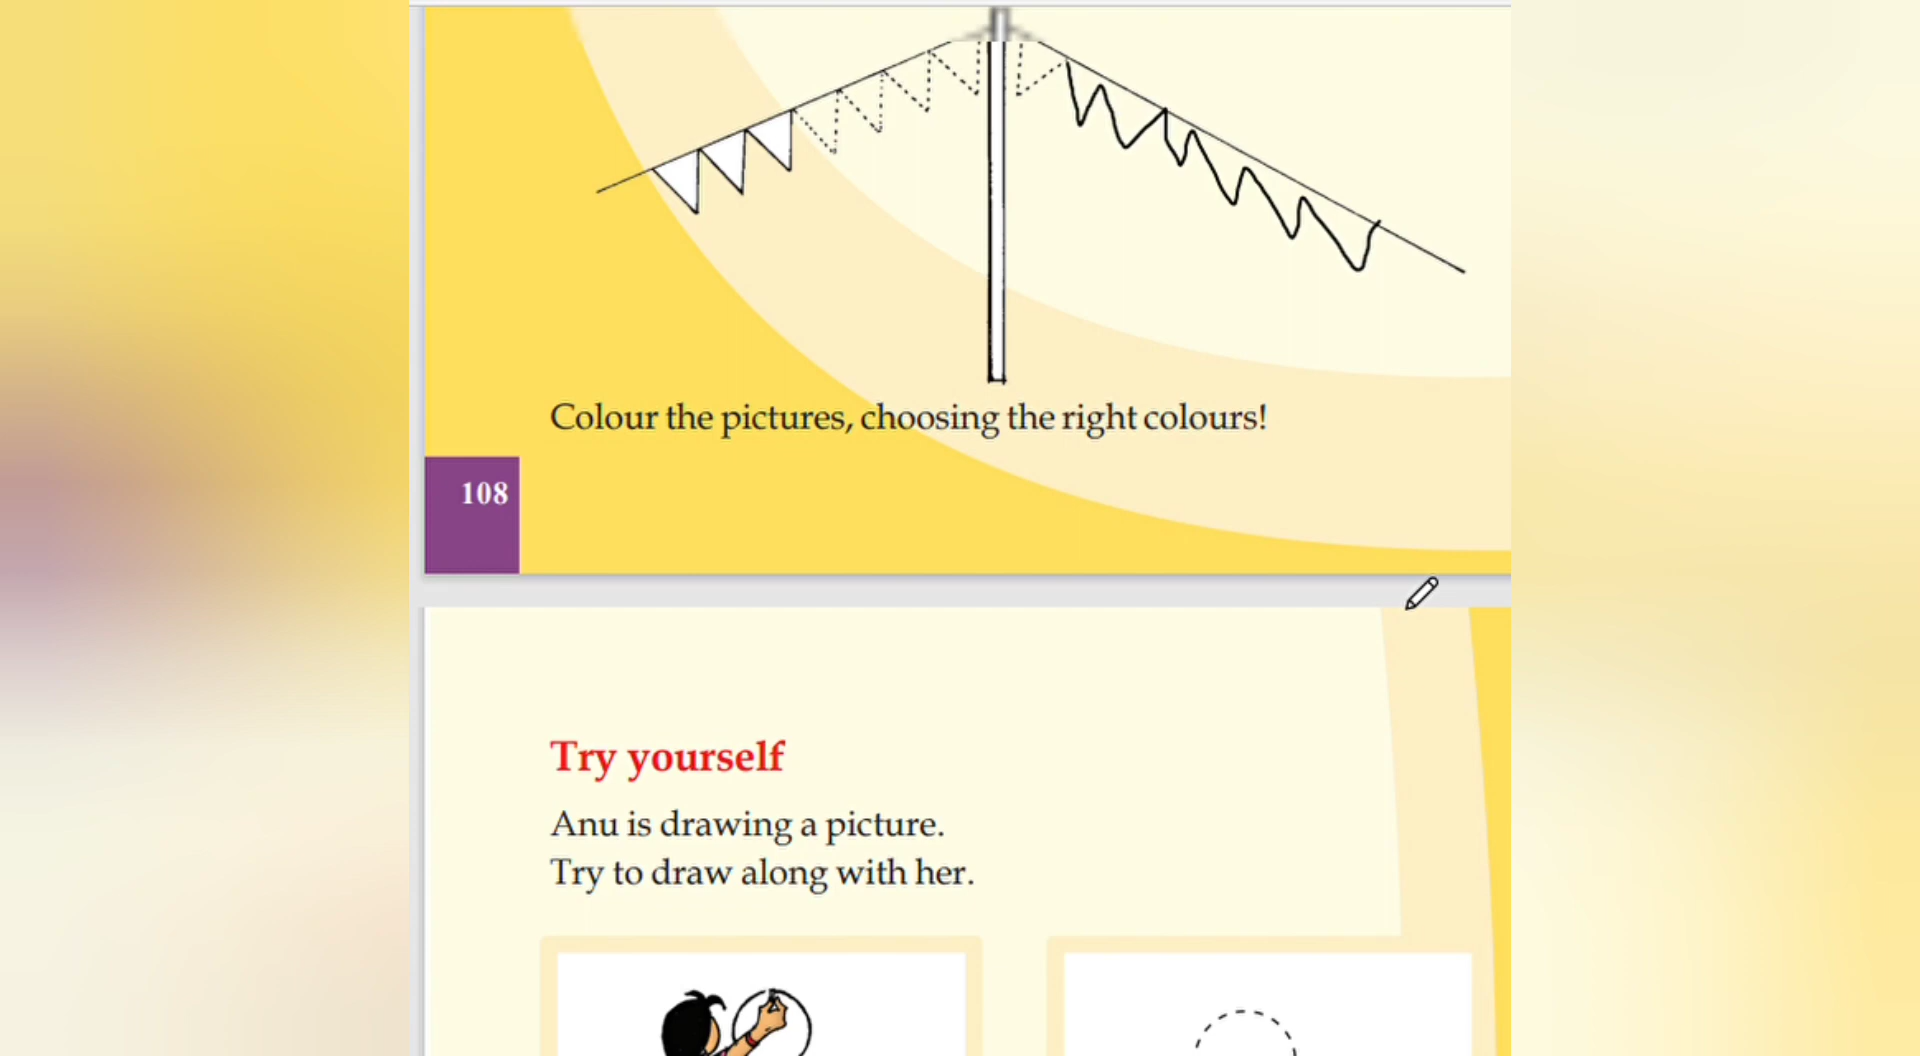 Colour the pictures, choosing the right colours!
108
Try yourself
Anu is drawing a picture.
Try to draw along with her.